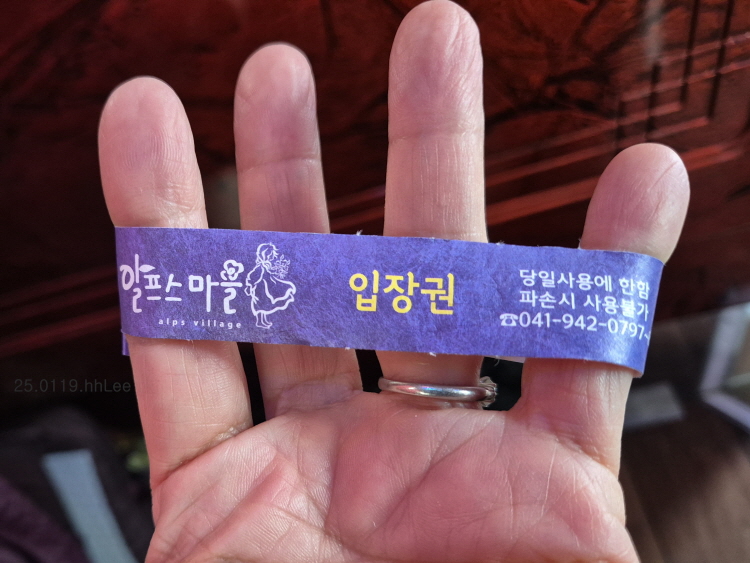 알프스마을
alps village
입장권
당일사용에 한함
파손시 사용불가
☎041-942-0797~
25.0119.hhLee